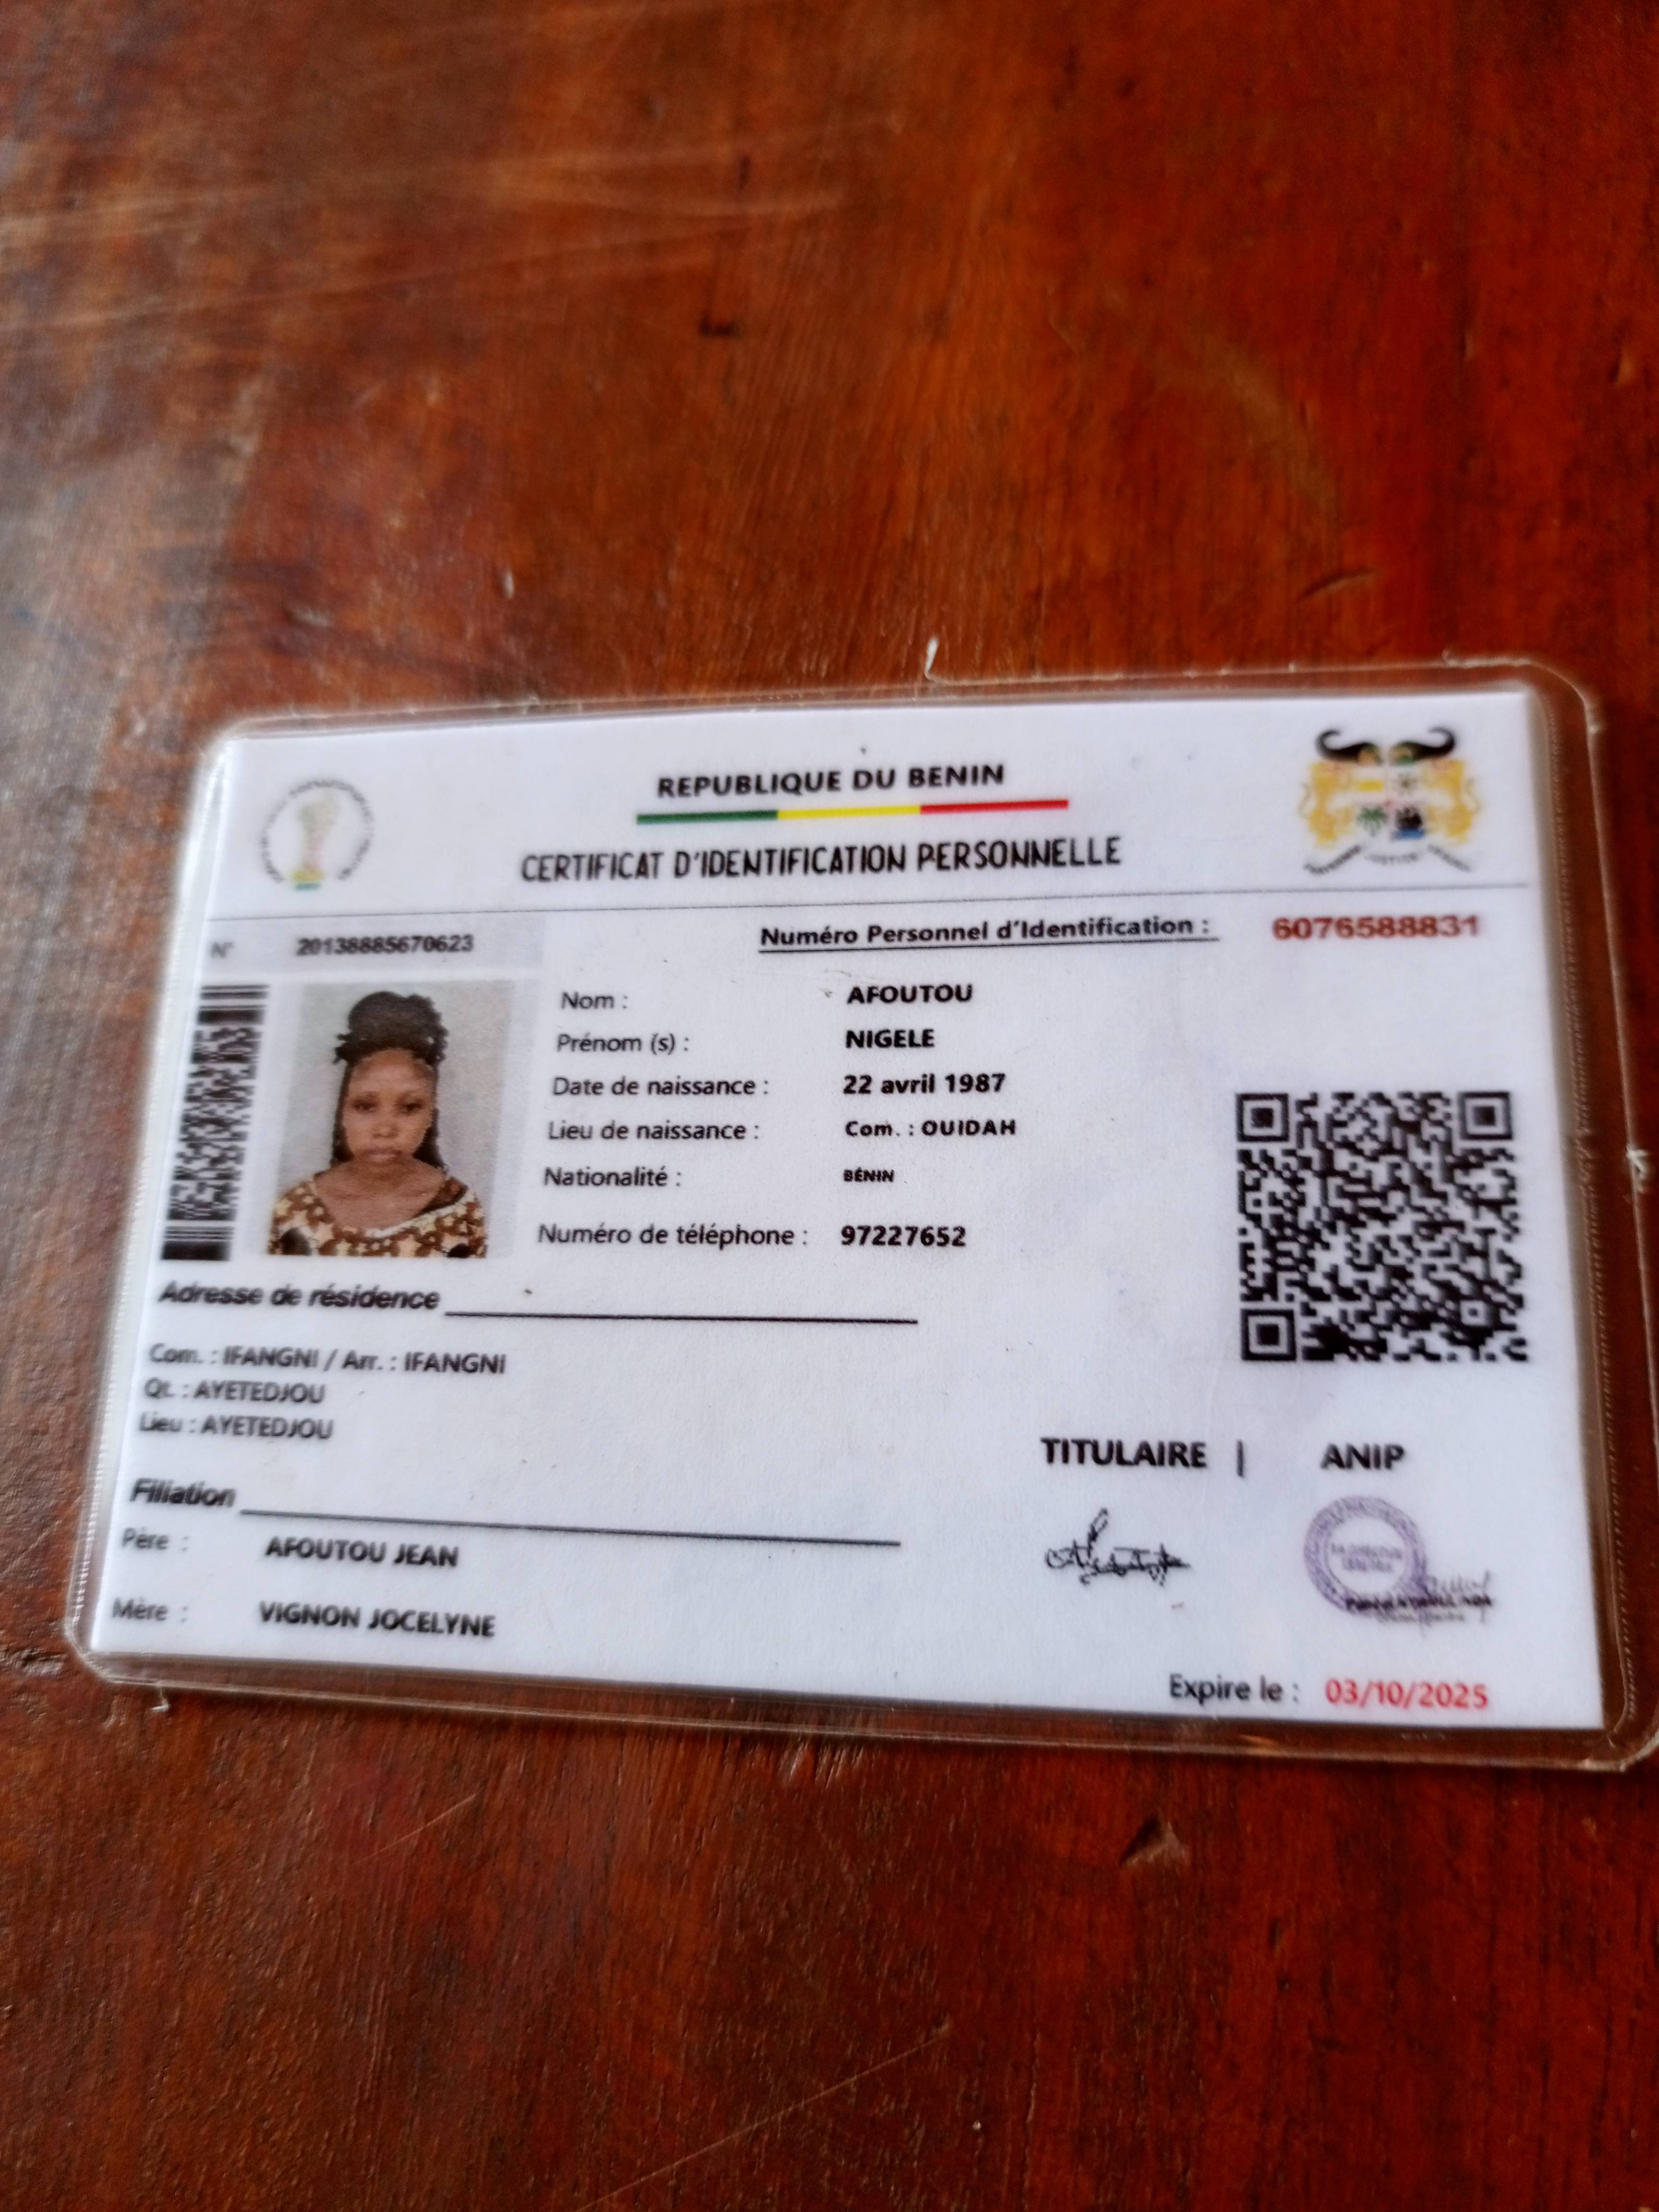 REPUBLIQUE DU BENIN
CERTIFICAT D'IDENTIFICATION PERSONNELLE
N° 20138885670623
Numéro Personnel d'Identification : 6076588831
Nom : AFOUTOU
Prénom (s) : NIGELE
Date de naissance : 22 avril 1987
Lieu de naissance : Com. : OUIDAH
Nationalité : BÉNIN
Numéro de téléphone : 97227652
Adresse de résidence
Com. : IFANGNI / Arr. : IFANGNI
Qt. : AYETEDJOU
Lieu : AYETEDJOU
TITULAIRE | ANIP
Filiation
Père : AFOUTOU JEAN
Mère : VIGNON JOCELYNE
Expire le : 03/10/2025